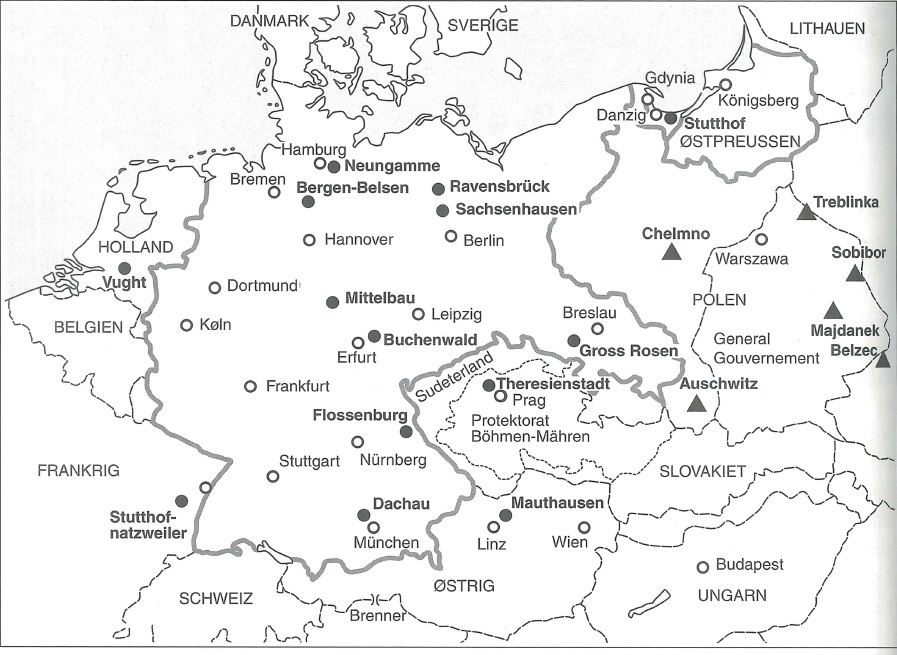 DANMARK
SVERIGE
LITHAUEN
Gdynia
Königsberg
Danzig
Stutthof
ØSTPREUSSEN
Hamburg
Neungamme
Bremen
Bergen-Belsen
Ravensbrück
Sachsenhausen
Treblinka
HOLLAND
Hannover
Berlin
Chelmno
Warszawa
Sobibor
Vught
Dortmund
Mittelbau
Leipzig
Breslau
POLEN
BELGIEN
Køln
Buchenwald
Erfurt
Gross Rosen
General
Gouvernement
Majdanek
Belzec
Sudeterland
Frankfurt
Theresienstadt
Prag
Auschwitz
Flossenburg
Protektorat
Böhmen-Mähren
FRANKRIG
Stuttgart
Nürnberg
SLOVAKIET
Stutthof-
natzweiler
Dachau
München
Mauthausen
Linz
Wien
Budapest
SCHWEIZ
ØSTRIG
UNGARN
Brenner